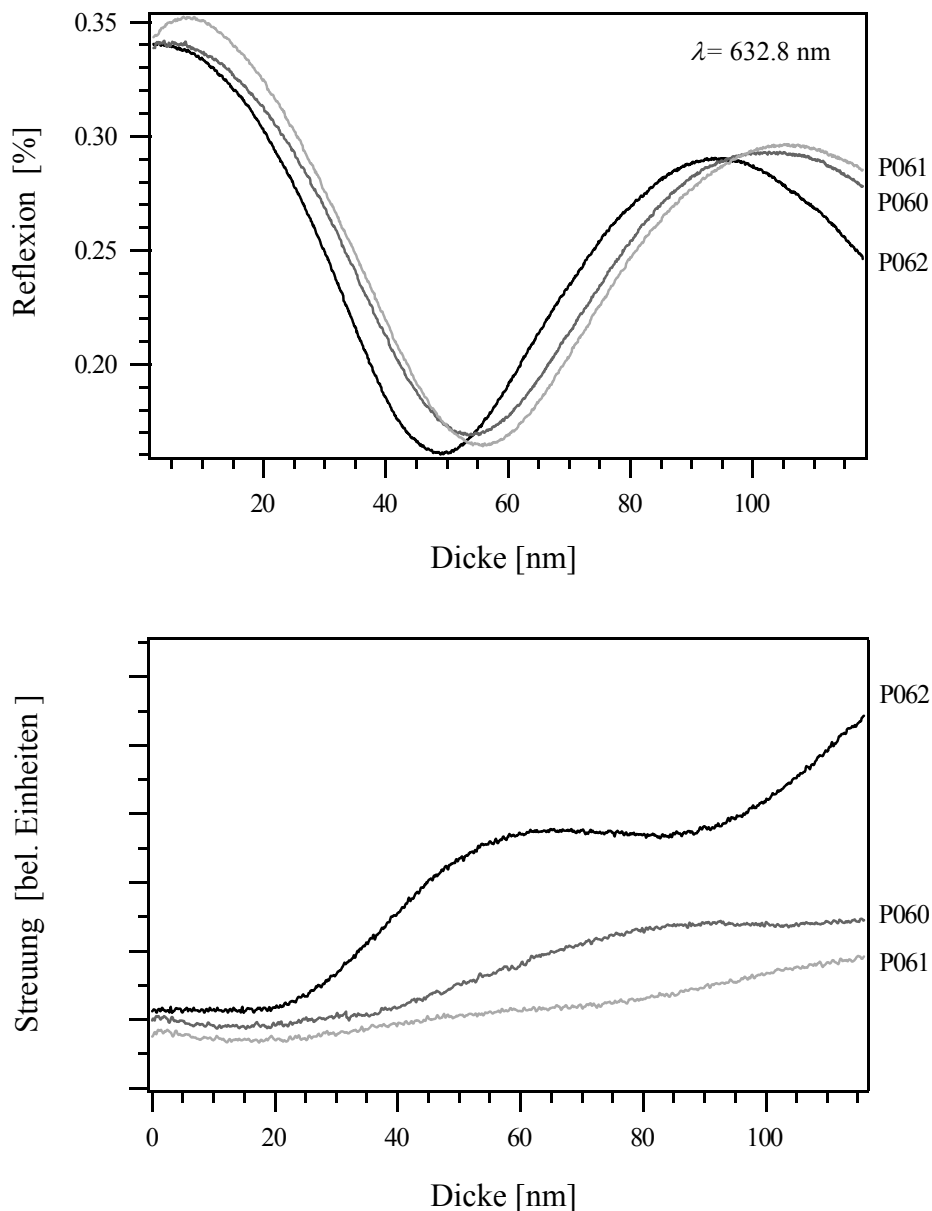 0.35
0.30
0.25
0.20
Reflexion [%]
λ= 632.8 nm
P061
P060
P062
20 40 60 80 100
Dicke [nm]
Streuung [bel. Einheiten ]
P062
P060
P061
0 20 40 60 80 100
Dicke [nm]